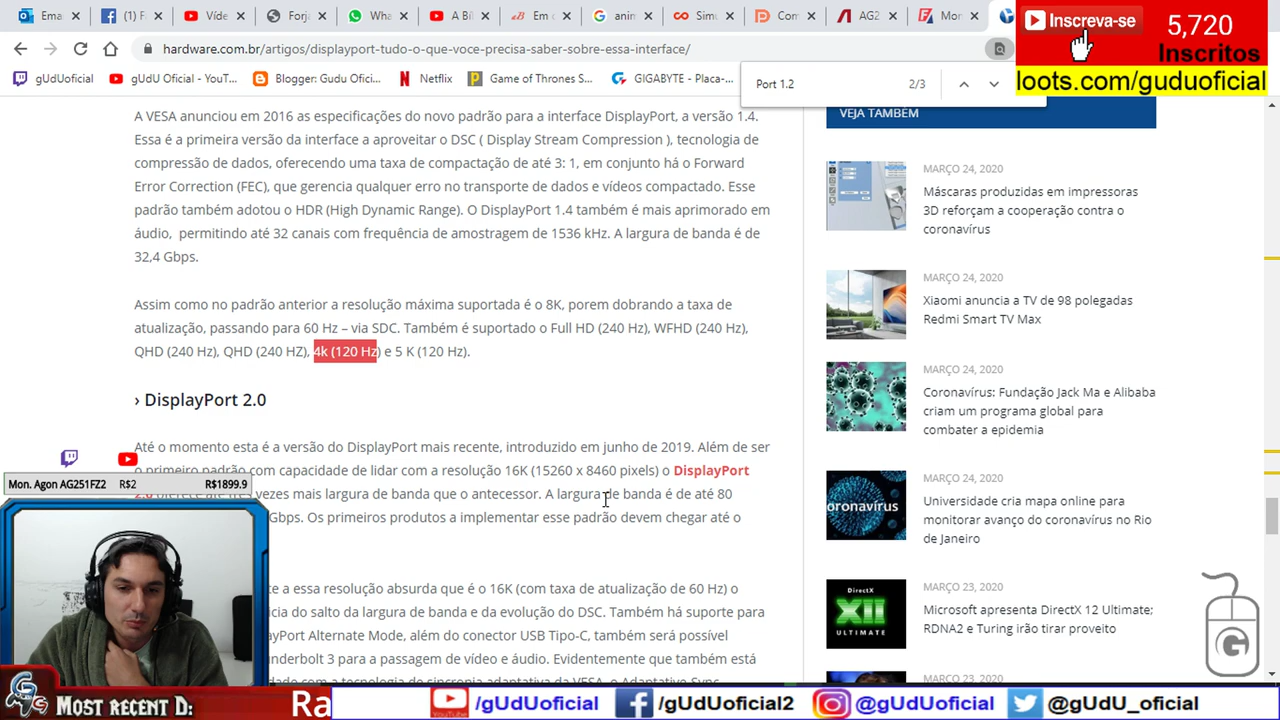 Ema
(1) F
Víde
Forja
Wha
A Bí
Em c
anim
Simu
Com
AG2
Mon
hardware.com.br/artigos/displayport-tudo-o-que-voce-precisa-saber-sobre-essa-interface/
gUdUoficial
gUdU Oficial - YouT...
Blogger: Gudu Ofici...
Netflix
Game of Thrones S...
GIGABYTE - Placa-...
Port 1.2
2/3
Inscreva-se
5,720
Inscritos
loots.com/guduoficial
A VESA anunciou em 2016 as especificações do novo padrão para a interface DisplayPort, a versão 1.4.
Essa é a primeira versão da interface a aproveitar o DSC ( Display Stream Compression ), tecnologia de
compressão de dados, oferecendo uma taxa de compactação de até 3: 1, em conjunto há o Forward
Error Correction (FEC), que gerencia qualquer erro no transporte de dados e vídeos compactado. Esse
padrão também adotou o HDR (High Dynamic Range). O DisplayPort 1.4 também é mais aprimorado em
áudio, permitindo até 32 canais com frequência de amostragem de 1536 kHz. A largura de banda é de
32,4 Gbps.
Assim como no padrão anterior a resolução máxima suportada é o 8K, porem dobrando a taxa de
atualização, passando para 60 Hz – via SDC. Também é suportado o Full HD (240 Hz), WFHD (240 Hz),
QHD (240 Hz), QHD (240 HZ), 4k (120 Hz) e 5 K (120 Hz).
› DisplayPort 2.0
Até o momento esta é a versão do DisplayPort mais recente, introduzido em junho de 2019. Além de ser
o primeiro padrão com capacidade de lidar com a resolução 16K (15260 x 8460 pixels) o DisplayPort
2.0 oferece até três vezes mais largura de banda que o antecessor. A largura de banda é de até 80
Gbps. Os primeiros produtos a implementar esse padrão devem chegar até o
te essa resolução absurda que é o 16K (com taxa de atualização de 60 Hz) o
cia do salto da largura de banda e da evolução do DSC. Também há suporte para
ayPort Alternate Mode, além do conector USB Tipo-C, também será possível
underbolt 3 para a passagem de vídeo e áudio. Evidentemente que também está
dade com a tecnologia de sincronia adaptativa da VESA, o Adaptive Sync
VEJA TAMBÉM
MARÇO 24, 2020
Máscaras produzidas em impressoras
3D reforçam a cooperação contra o
coronavírus
MARÇO 24, 2020
Xiaomi anuncia a TV de 98 polegadas
Redmi Smart TV Max
MARÇO 24, 2020
Coronavírus: Fundação Jack Ma e Alibaba
criam um programa global para
combater a epidemia
MARÇO 24, 2020
oronavírus
Universidade cria mapa online para
monitorar avanço do coronavírus no Rio
de Janeiro
MARÇO 23, 2020
DirectX
XII
ULTIMATE
Microsoft apresenta DirectX 12 Ultimate;
RDNA2 e Turing irão tirar proveito
MARÇO 23, 2020
Mon. Agon AG251FZ2 R$2 R$1899.9
Most recent D:
Ra
/gUdUoficial
/gUdUoficial2
@gUdUoficial
@gUdU_oficial